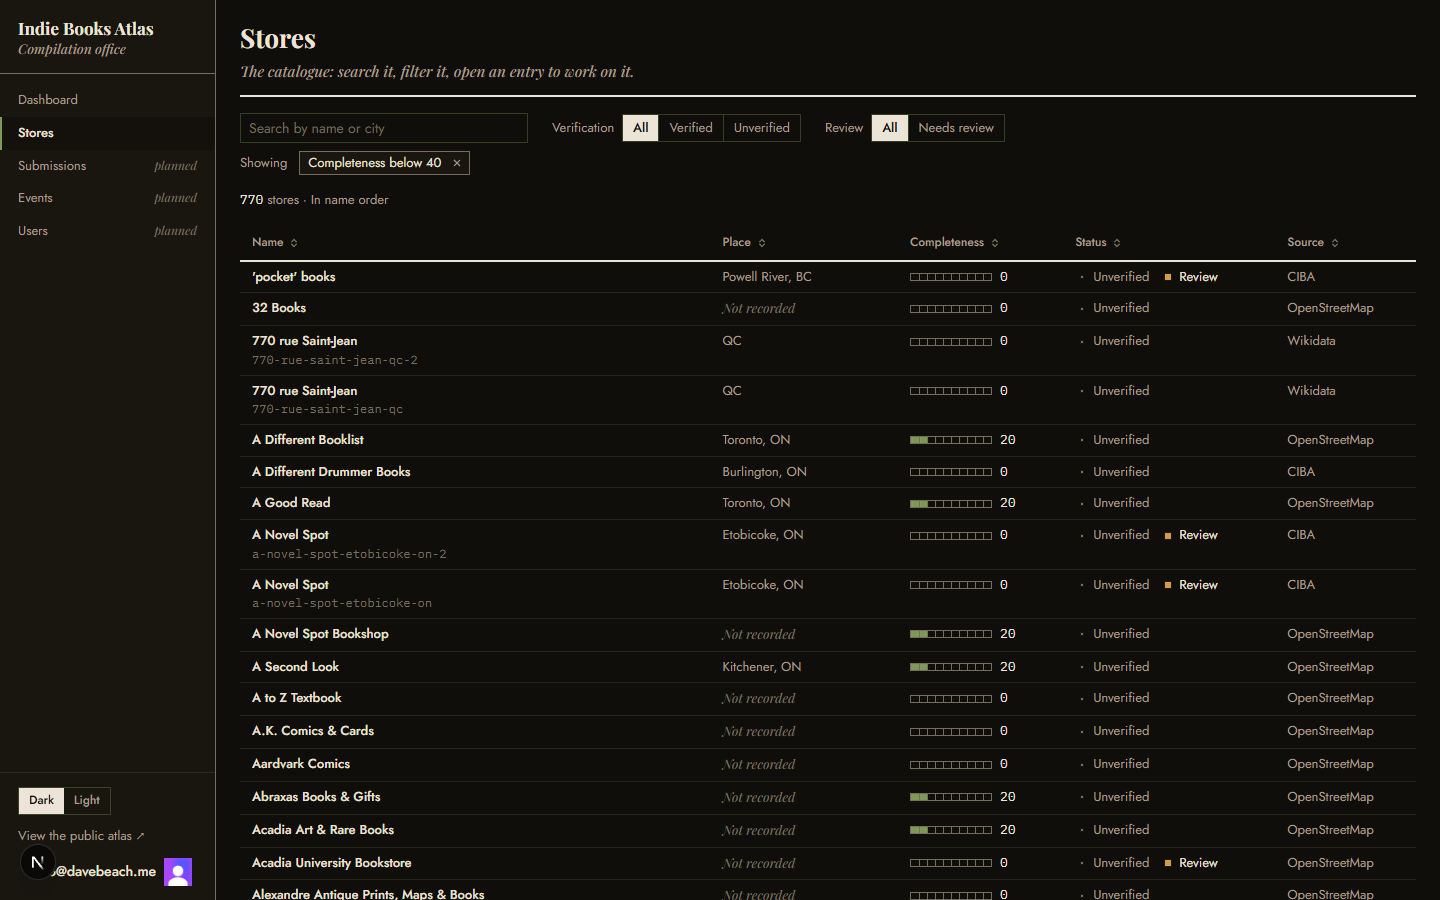 Indie Books Atlas
Compilation office
Dashboard
Stores
Submissions planned
Events planned
Users planned
Dark Light
View the public atlas ↗
N @davebeach.me
Stores
The catalogue: search it, filter it, open an entry to work on it.
Search by name or city Verification All Verified Unverified Review All Needs review
Showing Completeness below 40 ×
770 stores · In name order
Name Place Completeness Status Source
'pocket' books Powell River, BC 0 Unverified Review CIBA
32 Books Not recorded 0 Unverified OpenStreetMap
770 rue Saint-Jean QC 0 Unverified Wikidata
770-rue-saint-jean-qc-2
770 rue Saint-Jean QC 0 Unverified Wikidata
770-rue-saint-jean-qc
A Different Booklist Toronto, ON 20 Unverified OpenStreetMap
A Different Drummer Books Burlington, ON 0 Unverified CIBA
A Good Read Toronto, ON 20 Unverified OpenStreetMap
A Novel Spot Etobicoke, ON 0 Unverified Review CIBA
a-novel-spot-etobicoke-on-2
A Novel Spot Etobicoke, ON 0 Unverified Review CIBA
a-novel-spot-etobicoke-on
A Novel Spot Bookshop Not recorded 20 Unverified OpenStreetMap
A Second Look Kitchener, ON 20 Unverified OpenStreetMap
A to Z Textbook Not recorded 0 Unverified OpenStreetMap
A.K. Comics & Cards Not recorded 0 Unverified OpenStreetMap
Aardvark Comics Not recorded 0 Unverified OpenStreetMap
Abraxas Books & Gifts Not recorded 20 Unverified OpenStreetMap
Acadia Art & Rare Books Not recorded 20 Unverified OpenStreetMap
Acadia University Bookstore Not recorded 0 Unverified Review OpenStreetMap
Alexandre Antique Prints, Maps & Books Not recorded 0 Unverified OpenStreetMap